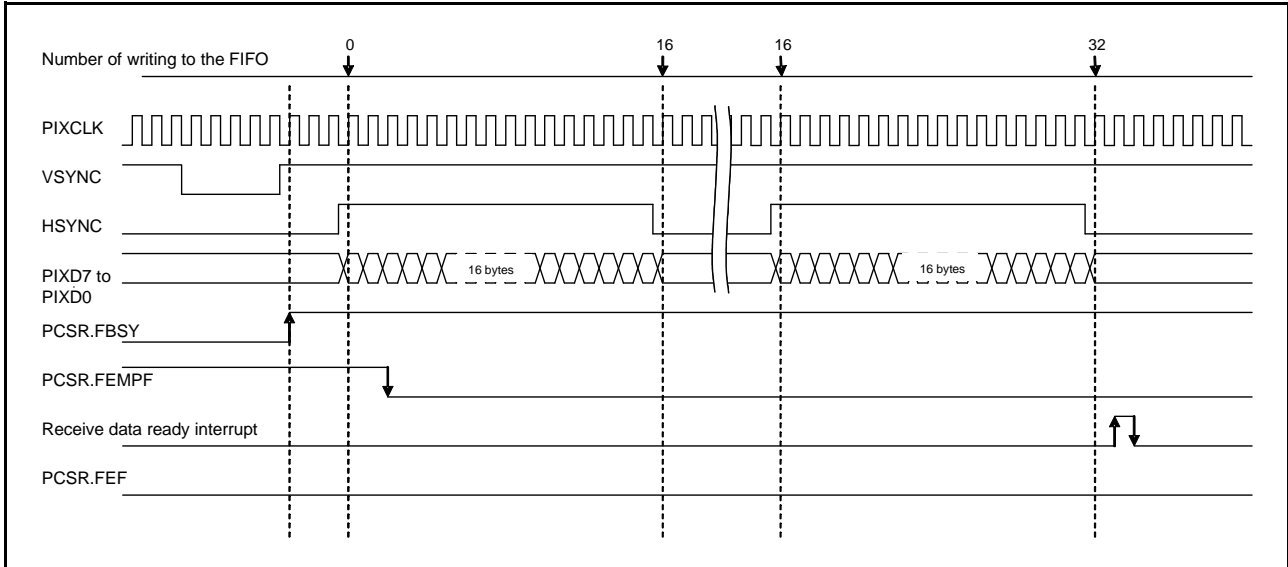 0 16 16 32
Number of writing to the FIFO
PIXCLK
VSYNC
HSYNC
PIXD7 to
PIXD0
16 bytes 16 bytes
PCSR.FBSY
PCSR.FEMPF
Receive data ready interrupt
PCSR.FEF